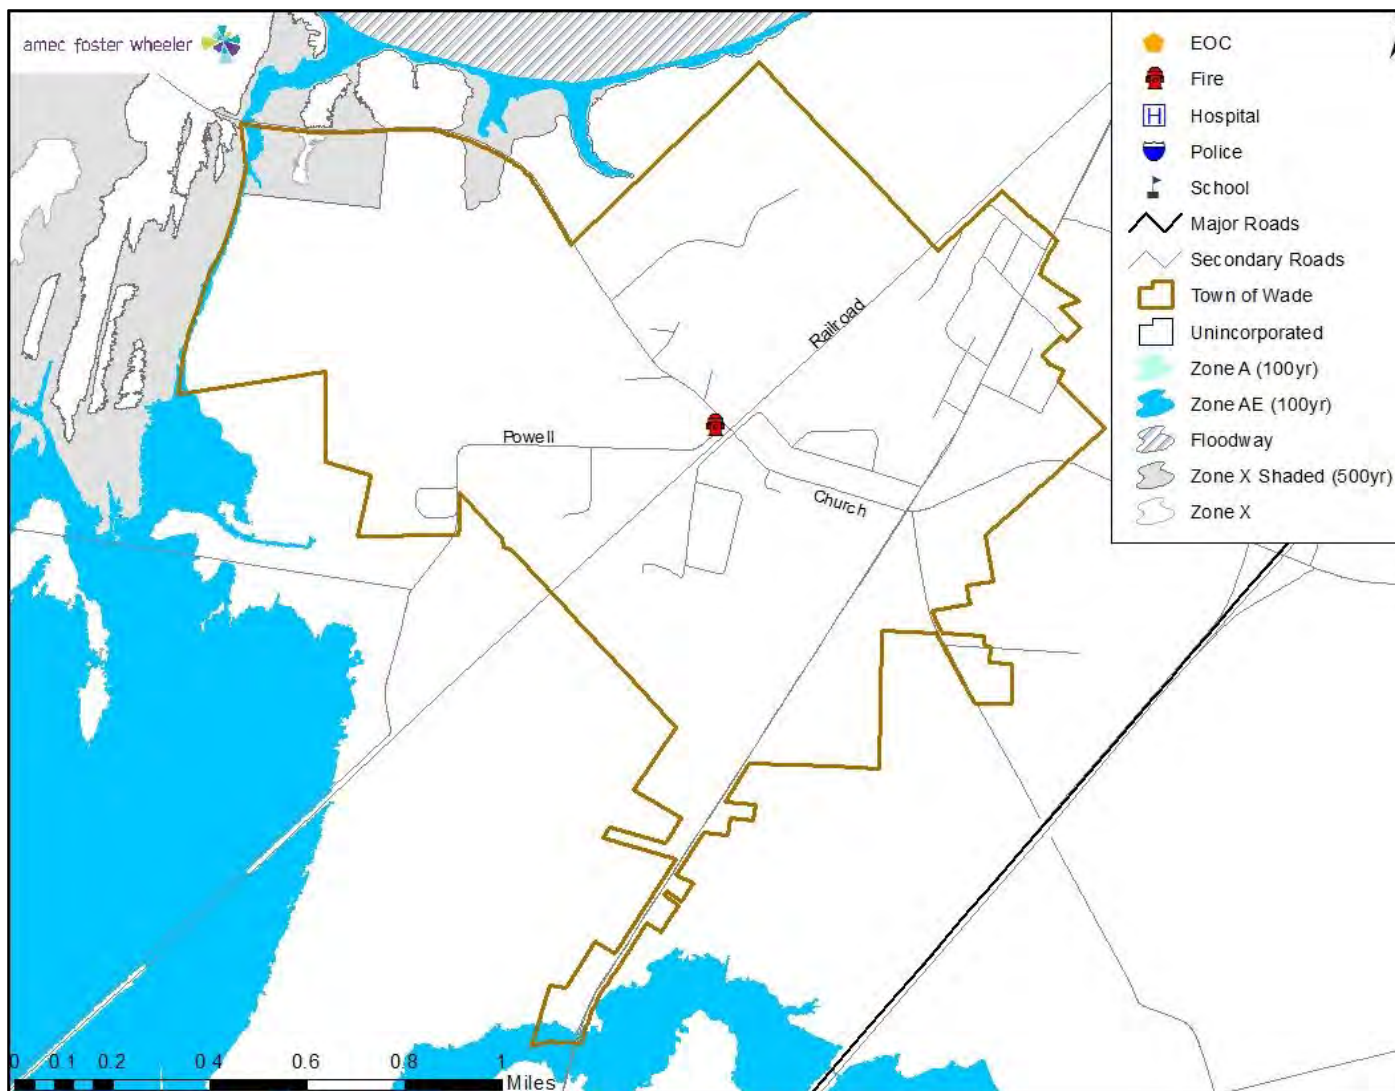 amec foster wheeler
EOC
Fire
Hospital
Police
School
Major Roads
Secondary Roads
Town of Wade
Unincorporated
Zone A (100yr)
Zone AE (100yr)
Floodway
Zone X Shaded (500yr)
Zone X
H
Railroad
Powell
Church
0 0.1 0.2 0.4 0.6 0.8 1
Miles